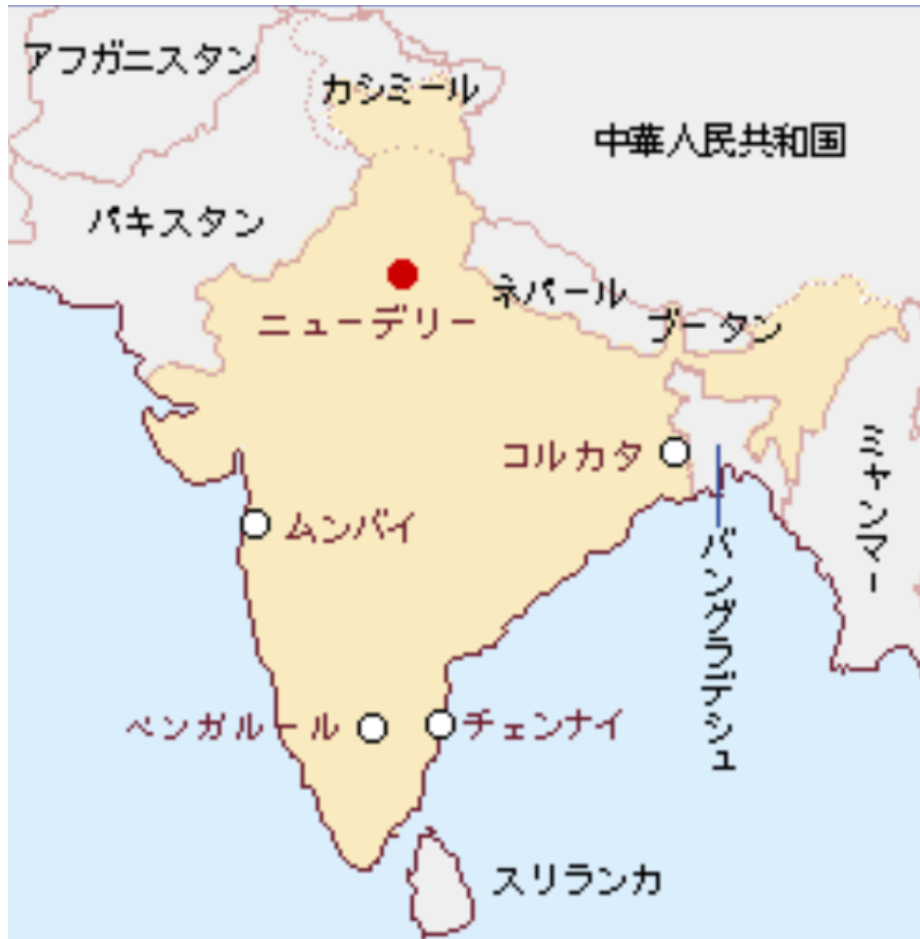 アフガニスタン
カシミール
中華人民共和国
パキスタン
ネパール
ブータン
ニューデリー
コルカタ
ミャンマー
ムンバイ
バングラデシュ
ベンガルール
チェンナイ
スリランカ